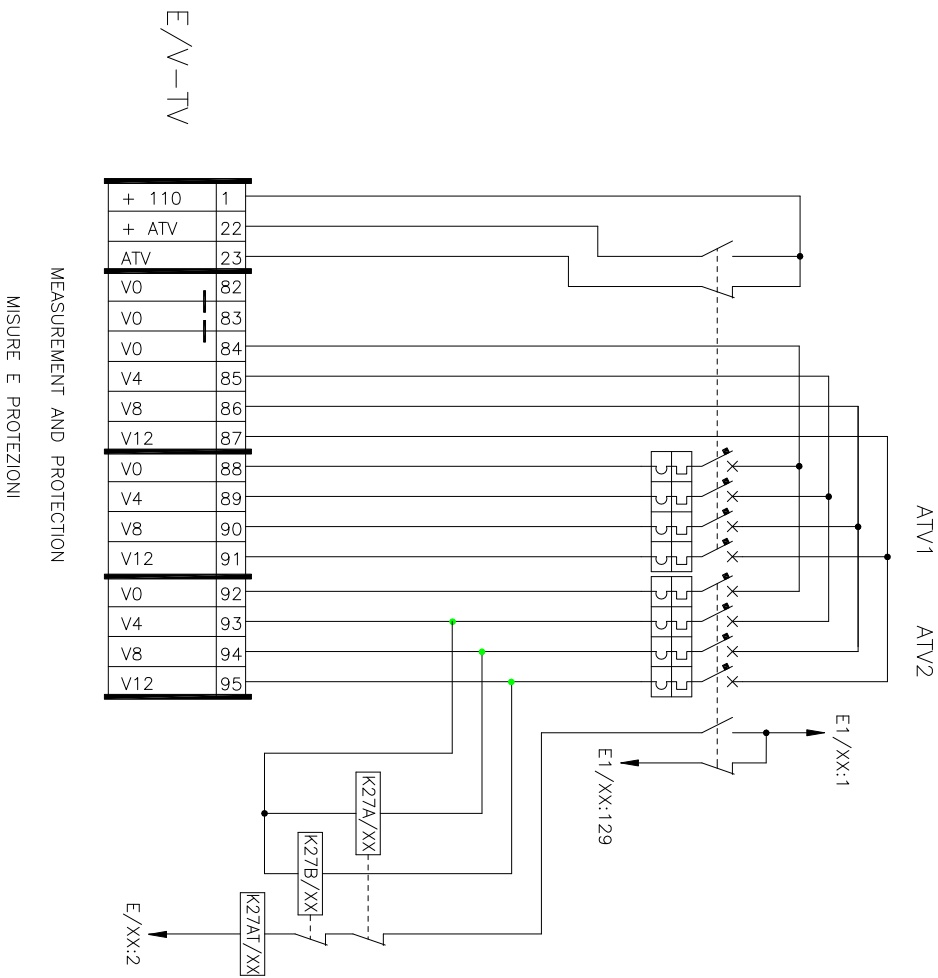 E/V-TV
+ 110 1
+ ATV 22
ATV 23
V0 82
V0 83
V0 84
V4 85
V8 86
V12 87
V0 88
V4 89
V8 90
V12 91
V0 92
V4 93
V8 94
V12 95
MEASUREMENT AND PROTECTION
MISURE E PROTEZIONI
ATV1
ATV2
E1/XX:1
E1/XX:129
K27A/XX
K27B/XX
K27AT/XX
E/XX:2